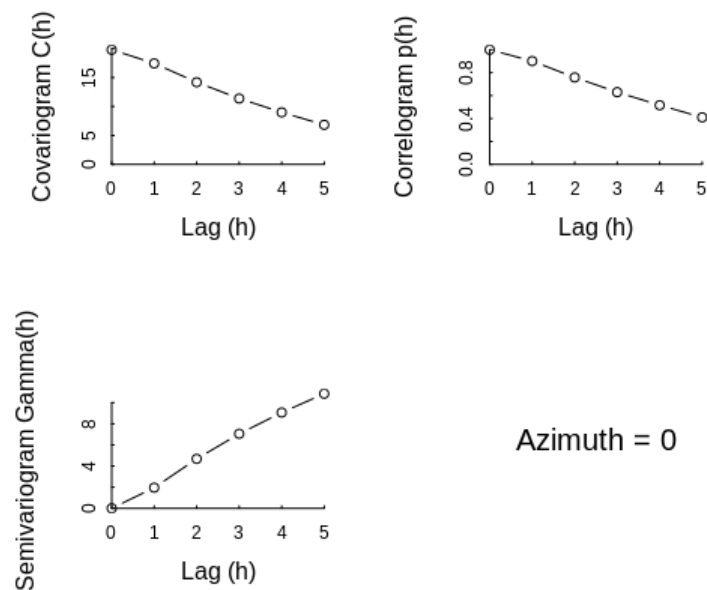 Covariogram C(h)
15
5
0
0 1 2 3 4 5
Lag (h)
Correlogram p(h)
0.8
0.4
0.0
0 1 2 3 4 5
Lag (h)
Semivariogram Gamma(h)
8
4
0
0 1 2 3 4 5
Lag (h)
Azimuth = 0